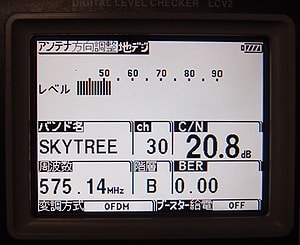 DIGITAL LEVEL CHECKER LCV2
アンテナ方向調整 地デジ
50 . 60 . 70 . 80 . 90
レベル
バンド名 ch C/N
SKYTREE 30 20.8dB
周波数 階層 BER
575.14MHz B 0.00
変調方式 OFDM ブースター給電 OFF